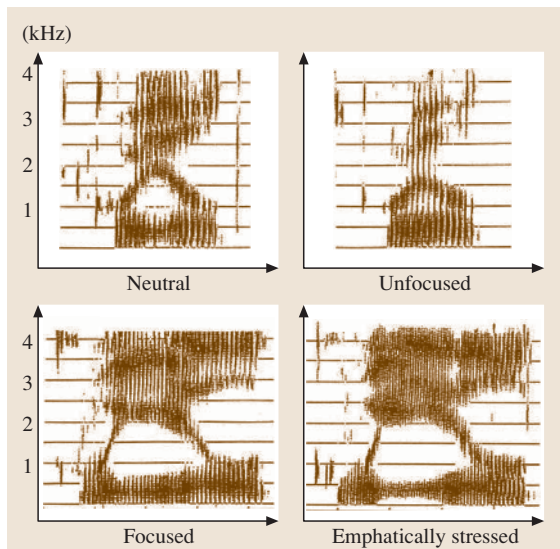 (kHz)
4
3
2
1
Neutral
Unfocused
4
3
2
1
Focused
Emphatically stressed